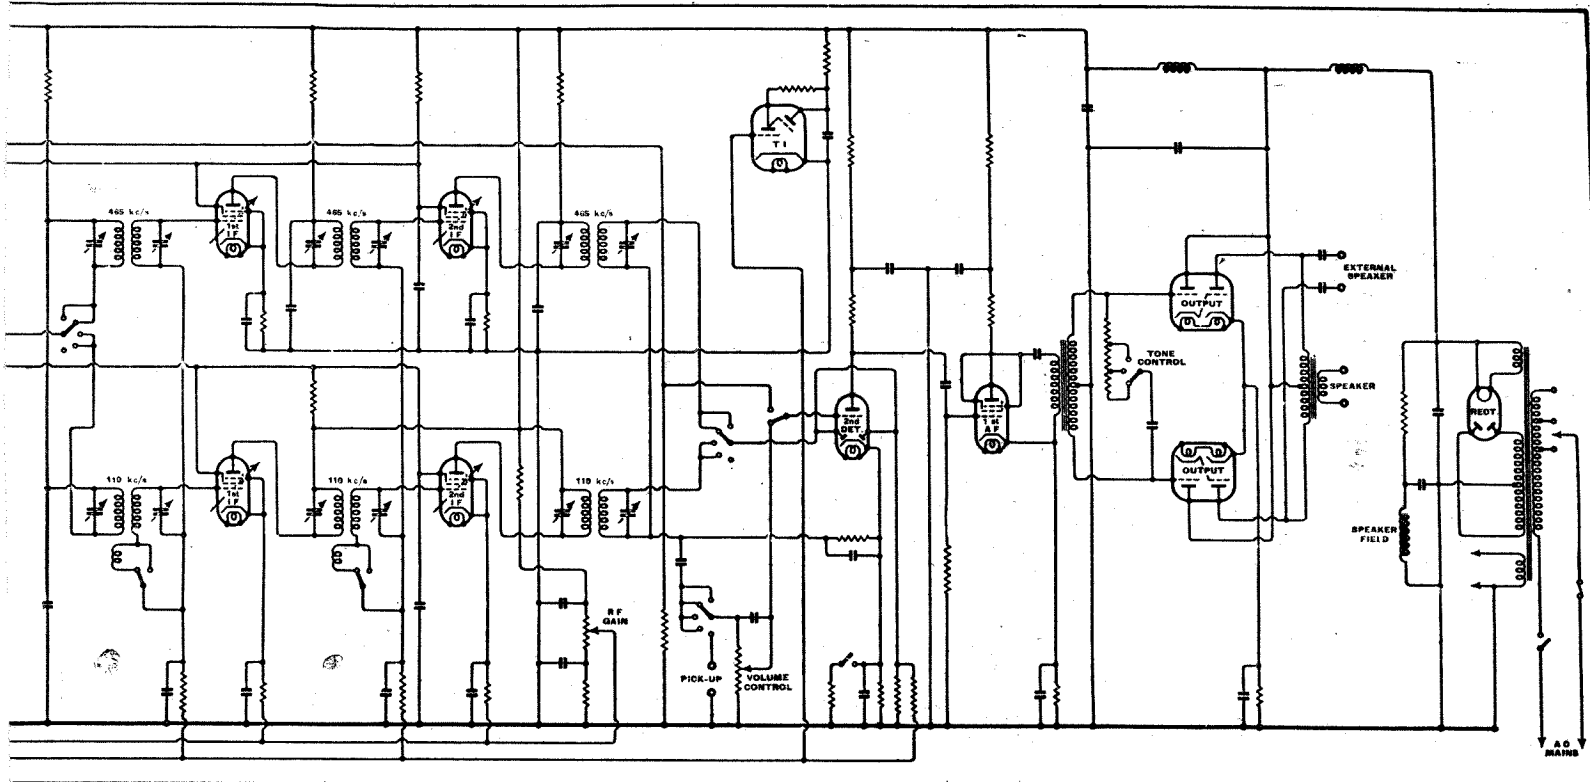 T I
465 kc/s
1st
I F
465 kc/s
2nd
I F
465 kc/s
EXTERNAL
SPEAKER
OUTPUT
TONE
CONTROL
SPEAKER
2nd
DET.
1st
A F
RECT.
110 kc/s
1st
I F
110 kc/s
2nd
I F
110 kc/s
OUTPUT
SPEAKER
FIELD
R F
GAIN
PICK-UP
VOLUME
CONTROL
A C
MAINS